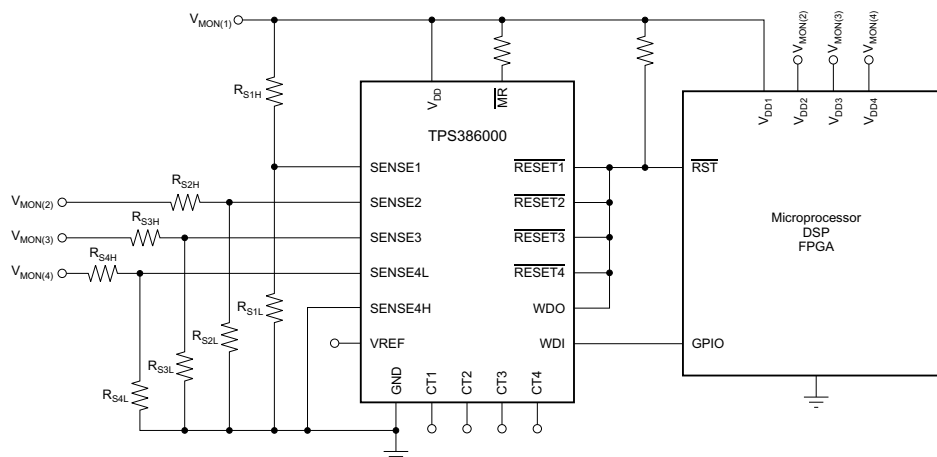 VMON(1)
VMON(2)
VMON(3)
VMON(4)
RS1H
VDD
MR
VDD1
VDD2
VDD3
VDD4
TPS386000
SENSE1
RESET1
RST
RS2H
VMON(2)
SENSE2
RESET2
Microprocessor
DSP
FPGA
RS3H
VMON(3)
SENSE3
RESET3
RS4H
VMON(4)
SENSE4L
RESET4
RS1L
SENSE4H
WDO
RS2L
VREF
WDI
GPIO
RS3L
RS4L
GND
CT1
CT2
CT3
CT4